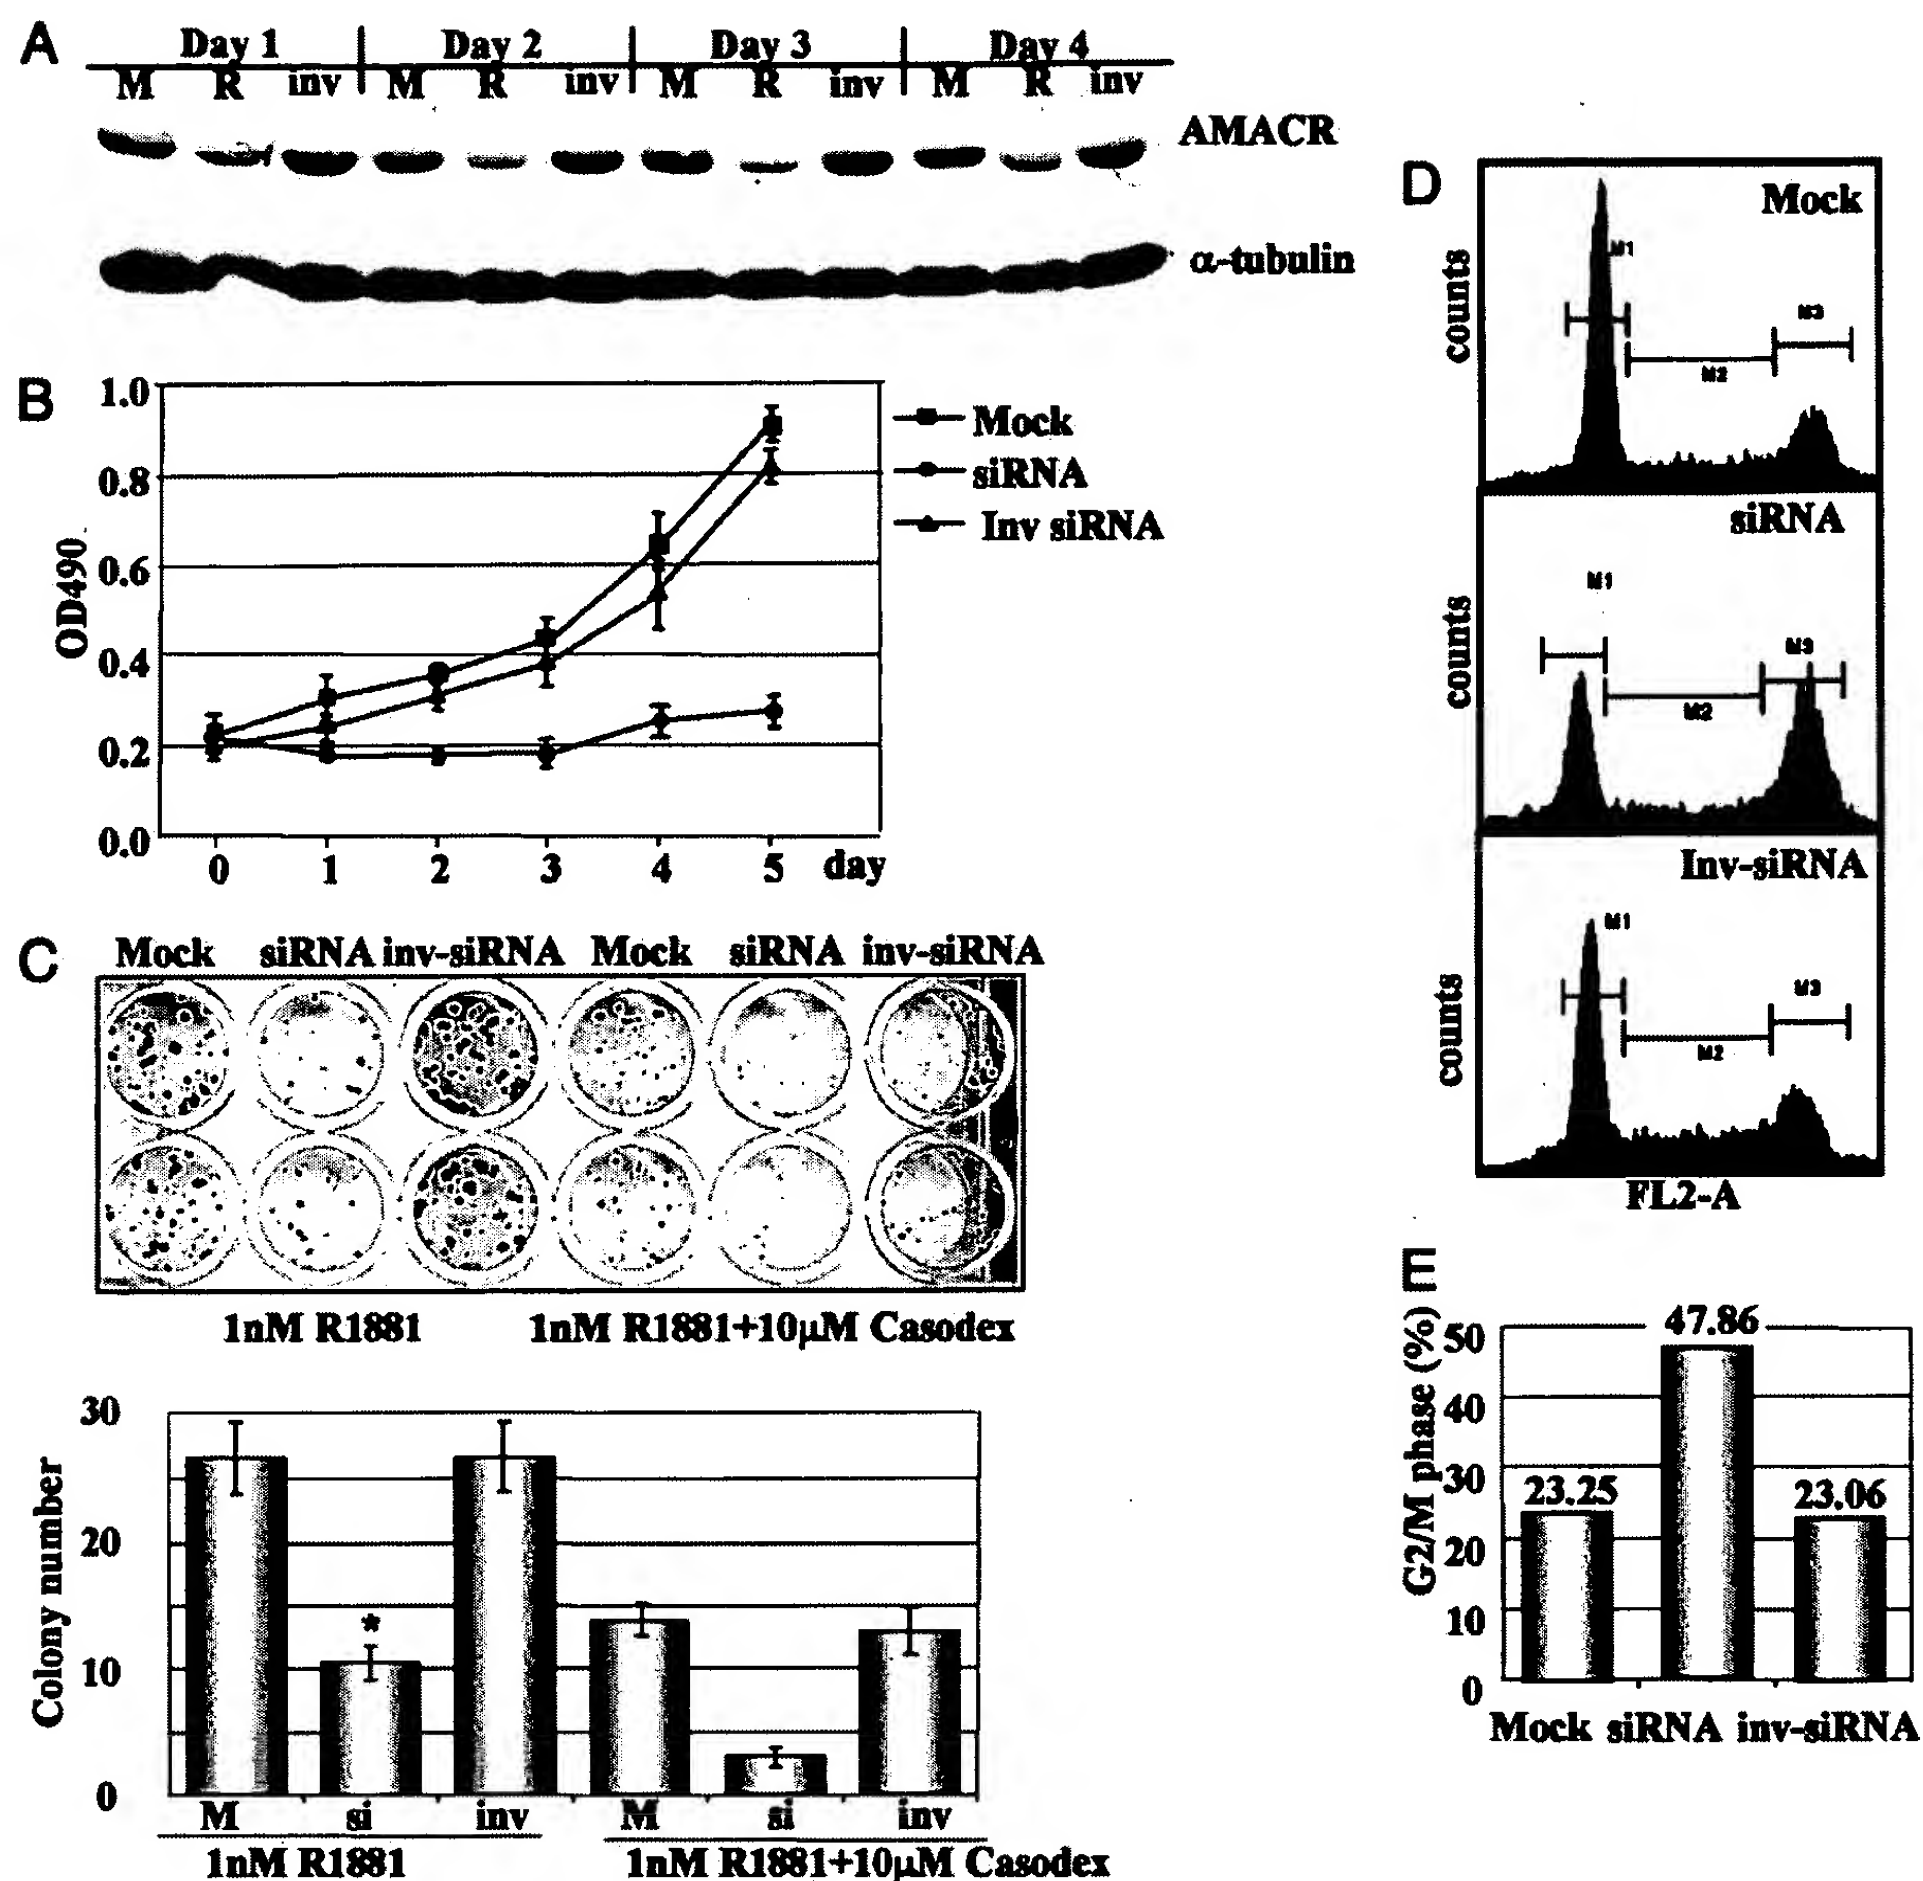 A
Day 1 Day 2 Day 3 Day 4
M R inv M R inv M R inv M R inv
AMACR
α-tubulin
B
1.0
0.8
0.6
0.4
0.2
0.0
OD490
0 1 2 3 4 5 day
Mock
siRNA
Inv siRNA
C
Mock siRNA inv-siRNA Mock siRNA inv-siRNA
1nM R1881 1nM R1881+10µM Casodex
30
20
10
0
Colony number
*
M si inv M si inv
1nM R1881 1nM R1881+10µM Casodex
D
Mock
counts
M1
M2
M3
siRNA
counts
M1
M2
M3
Inv-siRNA
counts
M1
M2
M3
FL2-A
E
G2/M phase (%)
50
40
30
20
10
0
23.25
47.86
23.06
Mock siRNA inv-siRNA